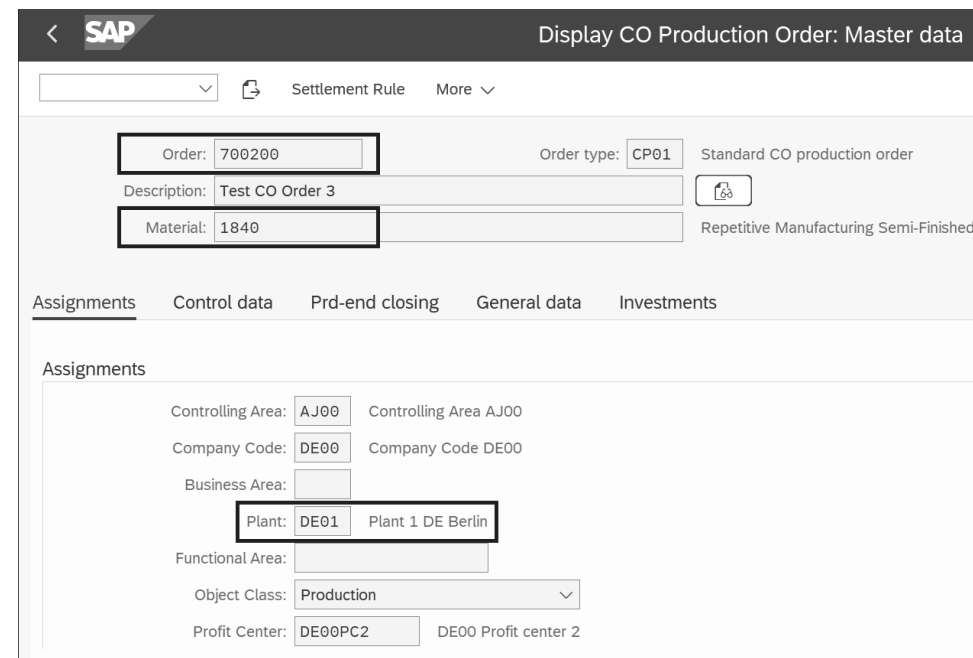 SAP Display CO Production Order: Master data
Settlement Rule More
Order: 700200 Order type: CP01 Standard CO production order
Description: Test CO Order 3
Material: 1840 Repetitive Manufacturing Semi-Finished
Assignments Control data Prd-end closing General data Investments
Assignments
Controlling Area: AJ00 Controlling Area AJ00
Company Code: DE00 Company Code DE00
Business Area:
Plant: DE01 Plant 1 DE Berlin
Functional Area:
Object Class: Production
Profit Center: DE00PC2 DE00 Profit center 2